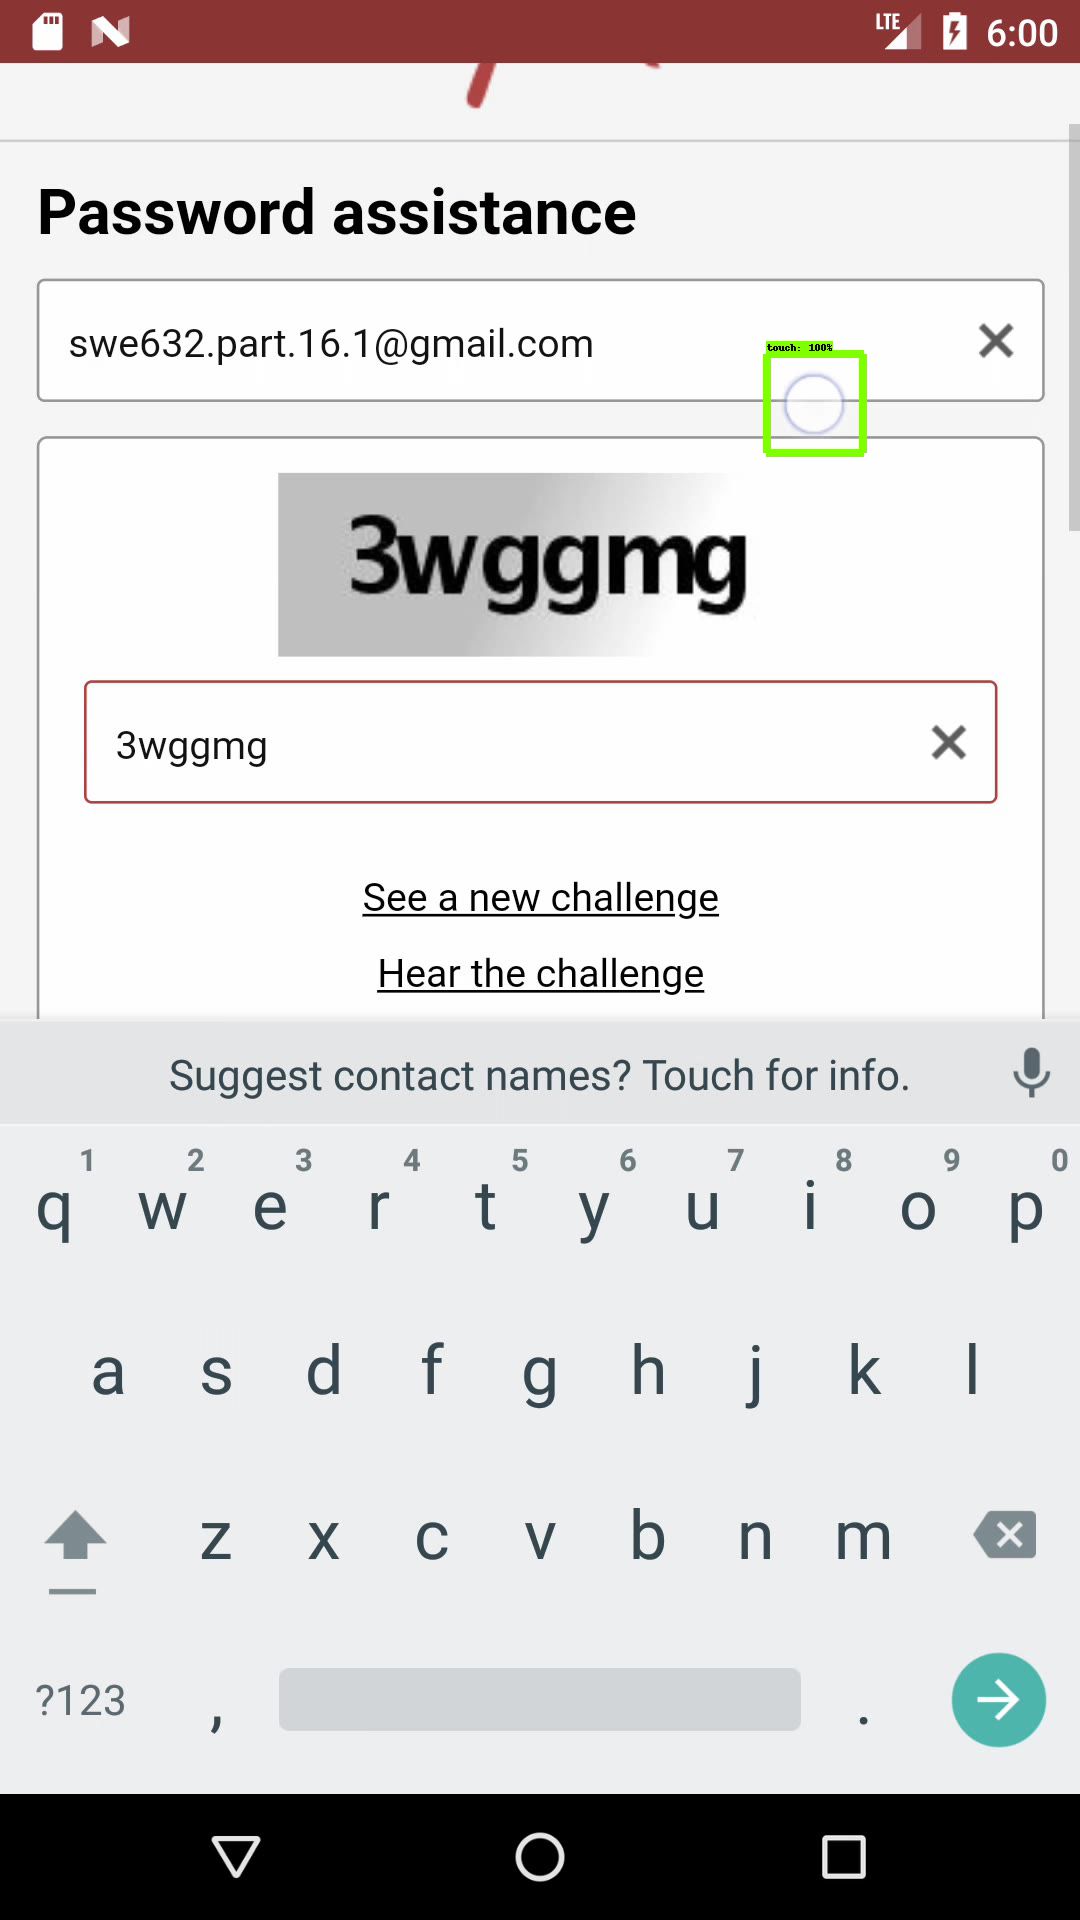 LTE 6:00
Password assistance
swe632.part.16.1@gmail.com
touch: 100%
3wggmg
3wggmg
See a new challenge
Hear the challenge
Suggest contact names? Touch for info.
1 2 3 4 5 6 7 8 9 0
q w e r t y u i o p
a s d f g h j k l
z x c v b n m
?123 , .